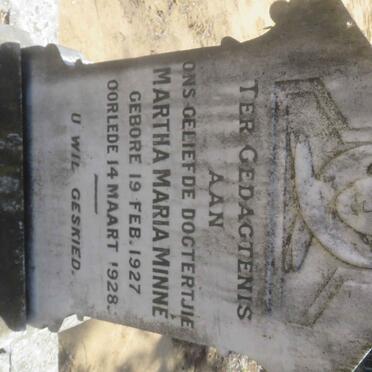 TER GEDAGTENIS
AAN
ONS GELIEFDE DOGTERTJIE
MARTHA MARIA MINNE
GEBORE 19 FEB. 1927
OORLEDE 14 MAART 1928.
U WIL GESKIED.